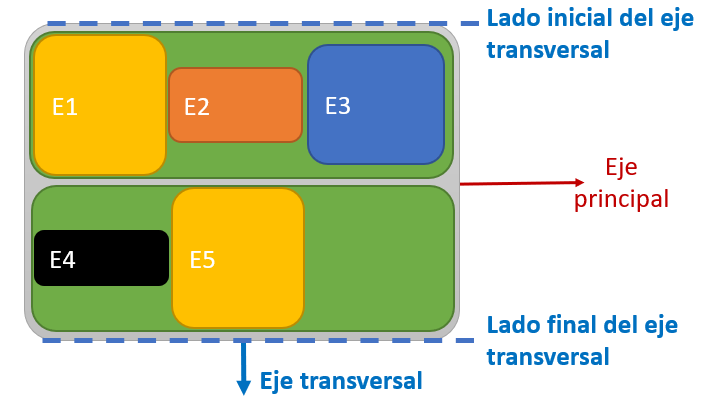 Lado inicial del eje
transversal
E1
E2
E3
Eje
principal
E4
E5
Lado final del eje
transversal
Eje transversal